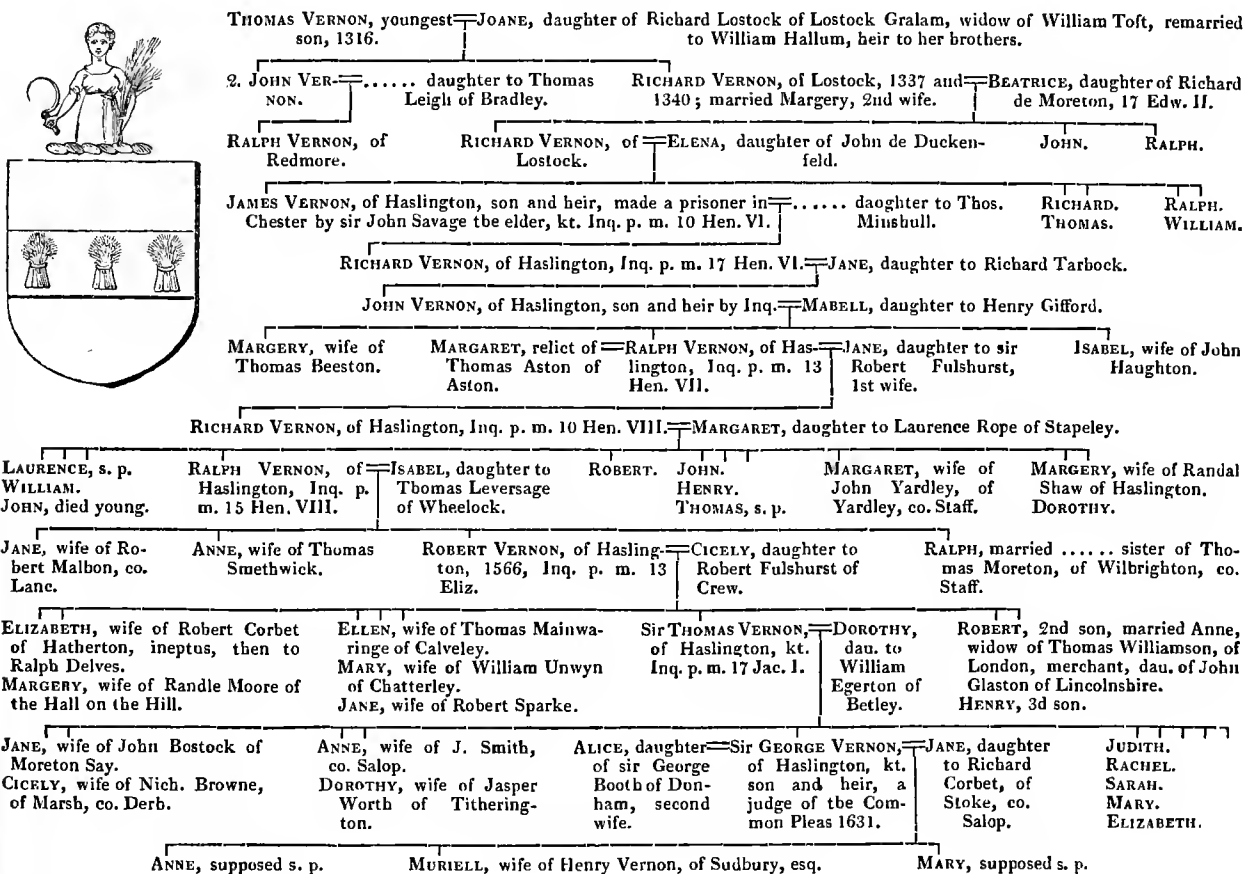 THOMAS VERNON, youngest JOANE, daughter of Richard Lostock of Lostock Gralam, widow of William Toft, remarried
son, 1316. to William Hallum, heir to her brothers.
2. JOHN VER- ...... daughter to Thomas
NON. Leigh of Bradley.
RICHARD VERNON, of Lostock, 1337 and
1340; married Margery, 2nd wife.
BEATRICE, daughter of Richard
de Moreton, 17 Edw. II.
RALPH VERNON, of
Redmore.
RICHARD VERNON, of
Lostock.
ELENA, daughter of John de Ducken-
feld.
JOHN.
RALPH.
JAMES VERNON, of Haslington, son and heir, made a prisoner in
Chester by sir John Savage the elder, kt. Inq. p. m. 10 Hen. VI.
...... daughter to Thos.
Minshull.
RICHARD.
THOMAS.
RALPH.
WILLIAM.
RICHARD VERNON, of Haslington, Inq. p. m. 17 Hen. VI. JANE, daughter to Richard Tarbock.
JOHN VERNON, of Haslington, son and heir by Inq. MABELL, daughter to Henry Gifford.
MARGERY, wife of
Thomas Beeston.
MARGARET, relict of
Thomas Aston of
Aston.
RALPH VERNON, of Has-
lington, Inq. p. m. 13
Hen. VII.
JANE, daughter to sir
Robert Fulshurst,
1st wife.
ISABEL, wife of John
Haughton.
RICHARD VERNON, of Haslington, Inq. p. m. 10 Hen. VIII. MARGARET, daughter to Laurence Rope of Stapeley.
LAURENCE, s. p.
WILLIAM.
JOHN, died young.
RALPH VERNON, of
Haslington, Inq. p.
m. 15 Hen. VIII.
ISABEL, daughter to
Thomas Leversage
of Wheelock.
ROBERT.
JOHN.
HENRY.
THOMAS, s. p.
MARGARET, wife of
John Yardley, of
Yardley, co. Staff.
MARGERY, wife of Randal
Shaw of Haslington.
DOROTHY.
JANE, wife of Ro-
bert Malbon, co.
Lanc.
ANNE, wife of Thomas
Smethwick.
ROBERT VERNON, of Hasling-
ton, 1566, Inq. p. m. 13
Eliz.
CICELY, daughter to
Robert Fulshurst of
Crew.
RALPH, married ...... sister of Tho-
mas Moreton, of Wilbrighton, co.
Staff.
ELIZABETH, wife of Robert Corbet
of Hatherton, ineptus, then to
Ralph Delves.
MARGERY, wife of Randle Moore of
the Hall on the Hill.
ELLEN, wife of Thomas Mainwa-
ringe of Calveley.
MARY, wife of William Unwyn
of Chatterley.
JANE, wife of Robert Sparke.
Sir THOMAS VERNON,
of Haslington, kt.
Inq. p. m. 17 Jac. I.
DOROTHY,
dau. to
William
Egerton of
Betley.
ROBERT, 2nd son, married Anne,
widow of Thomas Williamson, of
London, merchant, dau. of John
Glaston of Lincolnshire.
HENRY, 3d son.
JANE, wife of John Bostock of
Moreton Say.
CICELY, wife of Nich. Browne,
of Marsh, co. Derb.
ANNE, wife of J. Smith,
co. Salop.
DOROTHY, wife of Jasper
Worth of Tithering-
ton.
ALICE, daughter
of sir George
Booth of Don-
ham, second
wife.
Sir GEORGE VERNON,
of Haslington, kt.
son and heir, a
judge of the Com-
mon Pleas 1631.
JANE, daughter
to Richard
Corbet, of
Stoke, co.
Salop.
JUDITH.
RACHEL.
SARAH.
MARY.
ELIZABETH.
ANNE, supposed s. p.
MURIELL, wife of Henry Vernon, of Sudbury, esq.
MARY, supposed s. p.